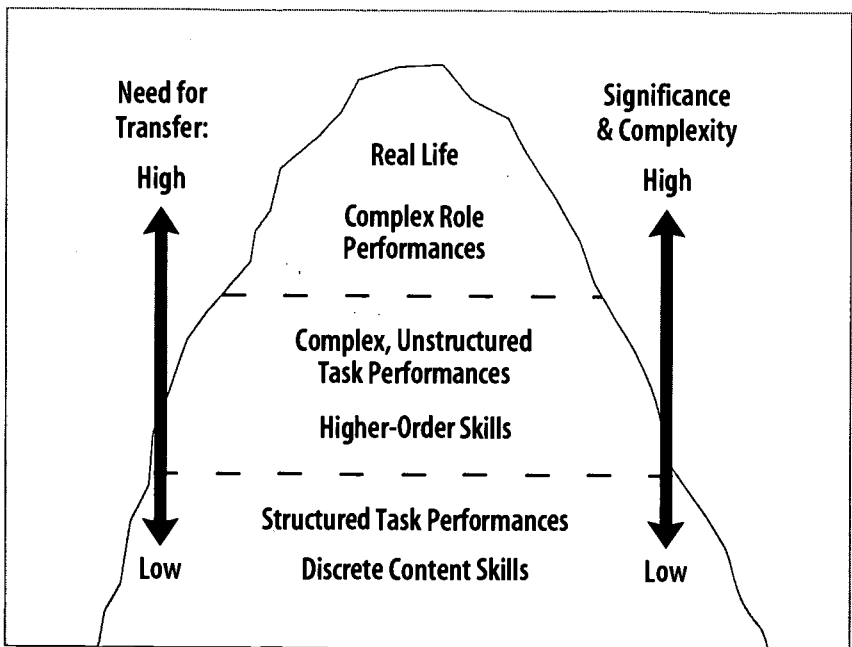 Need for
Transfer:
High
Low
Real Life
Complex Role
Performances
Complex, Unstructured
Task Performances
Higher-Order Skills
Structured Task Performances
Discrete Content Skills
Significance
& Complexity
High
Low